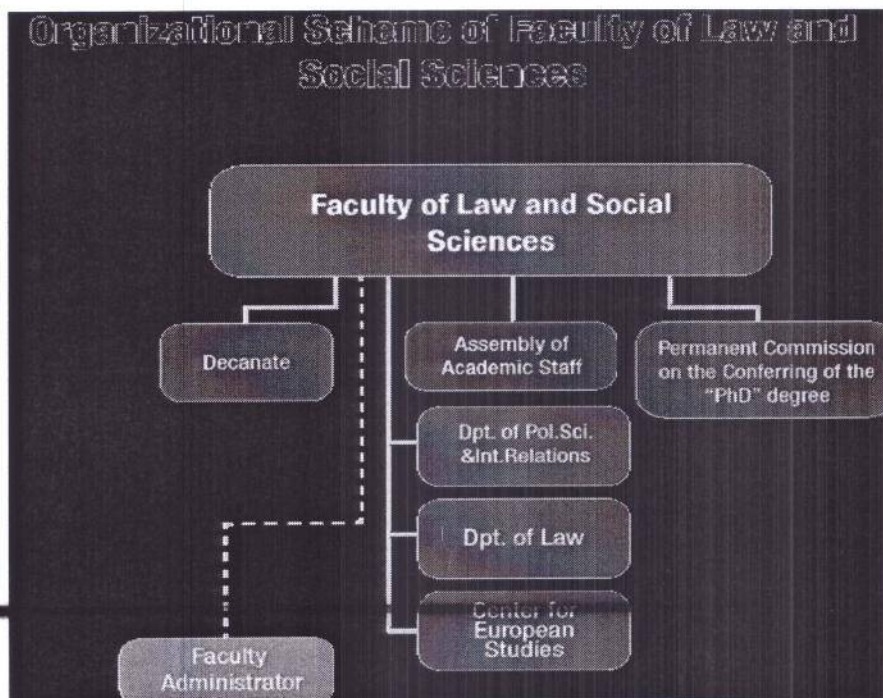 Organizational Scheme of Faculty of Law and
Social Sciences
Faculty of Law and Social
Sciences
Decanate
Assembly of
Academic Staff
Permanent Commission
on the Conferring of the
“PhD” degree
Dpt. of Pol.Sci.
&Int.Relations
Dpt. of Law
Center for
European
Studies
Faculty
Administrator